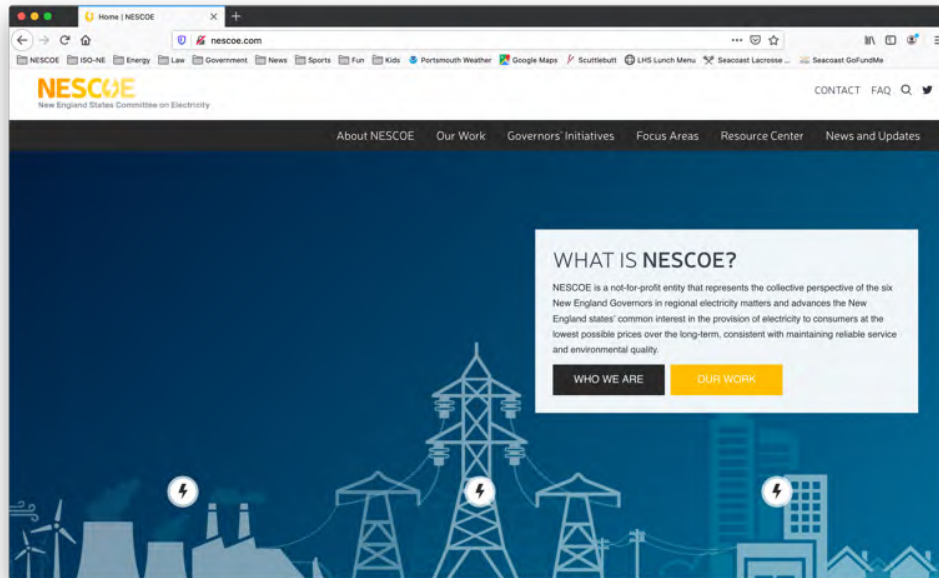 Home | NESCOE
nescoe.com
NESCOE ISO-NE Energy Law Government News Sports Fun Kids Portsmouth Weather Google Maps Scuttlebutt LHS Lunch Menu Seacoast Lacrosse ... Seacoast GoFundMe
NESCOE
New England States Committee on Electricity
CONTACT FAQ
About NESCOE Our Work Governors' Initiatives Focus Areas Resource Center News and Updates
WHAT IS NESCOE?
NESCOE is a not-for-profit entity that represents the collective perspective of the six
New England Governors in regional electricity matters and advances the New
England states' common interest in the provision of electricity to consumers at the
lowest possible prices over the long-term, consistent with maintaining reliable service
and environmental quality.
WHO WE ARE OUR WORK